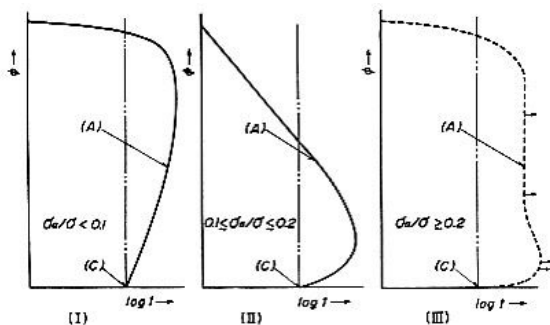 φ →
(A)
σa/σ < 0.1
(C)
log t →
(I)
φ →
(A)
0.1 ≤ σa/σ ≤ 0.2
(C)
log t →
(II)
φ →
(A)
σa/σ ≥ 0.2
(C)
log t →
(III)